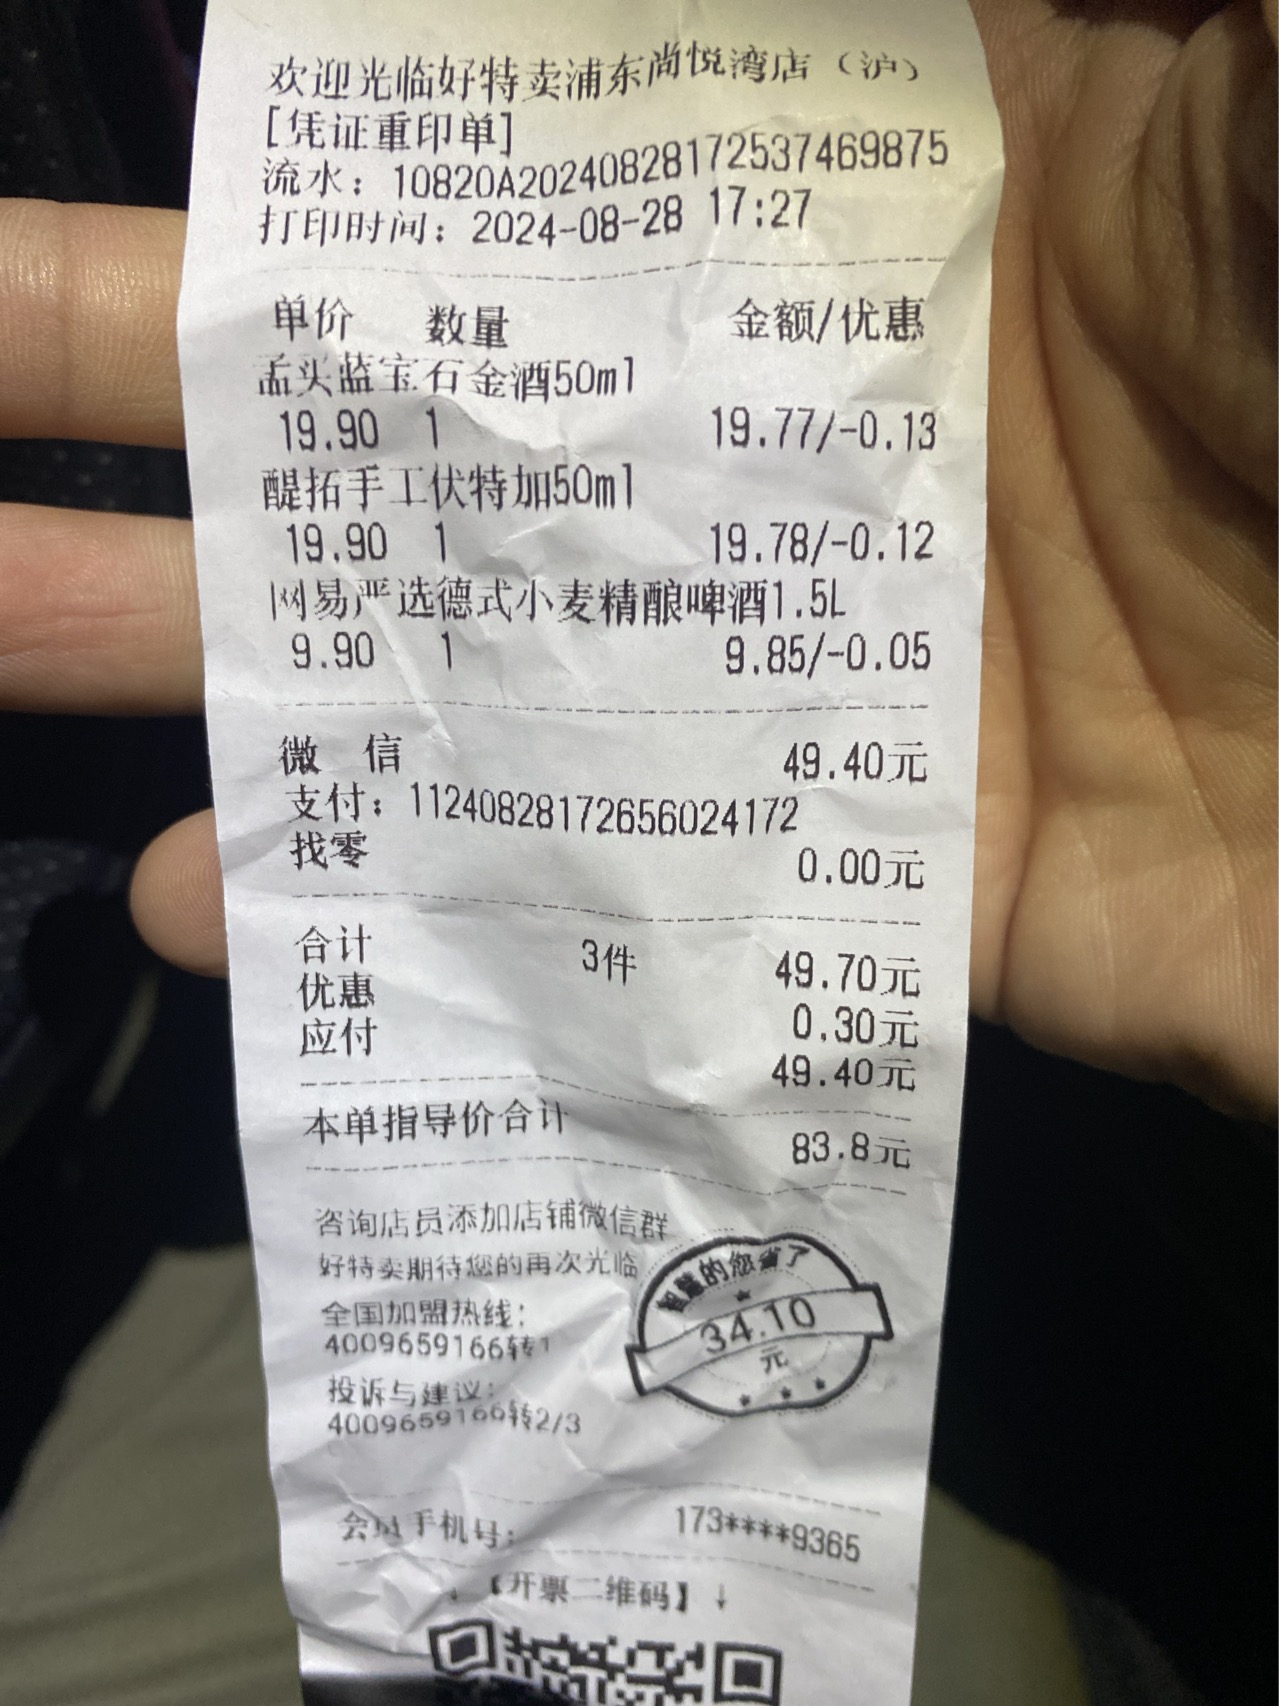 欢迎光临好特卖浦东尚悦湾店（沪）
[凭证重印单]
流水：10820A20240828172537469875
打印时间：2024-08-28 17:27
单价 数量 金额/优惠
孟买蓝宝石金酒50ml
19.90 1 19.77/-0.13
醍拓手工伏特加50ml
19.90 1 19.78/-0.12
网易严选德式小麦精酿啤酒1.5L
9.90 1 9.85/-0.05
微 信 49.40元
支付：11240828172656024172
找零 0.00元
合计 3件 49.70元
优惠 0.30元
应付 49.40元
本单指导价合计 83.8元
咨询店员添加店铺微信群
好特卖期待您的再次光临
智慧的您省了
34.10
元
全国加盟热线：
4009659166转1
投诉与建议：
4009659166转2/3
会员手机号： 173****9365
↓【开票二维码】↓